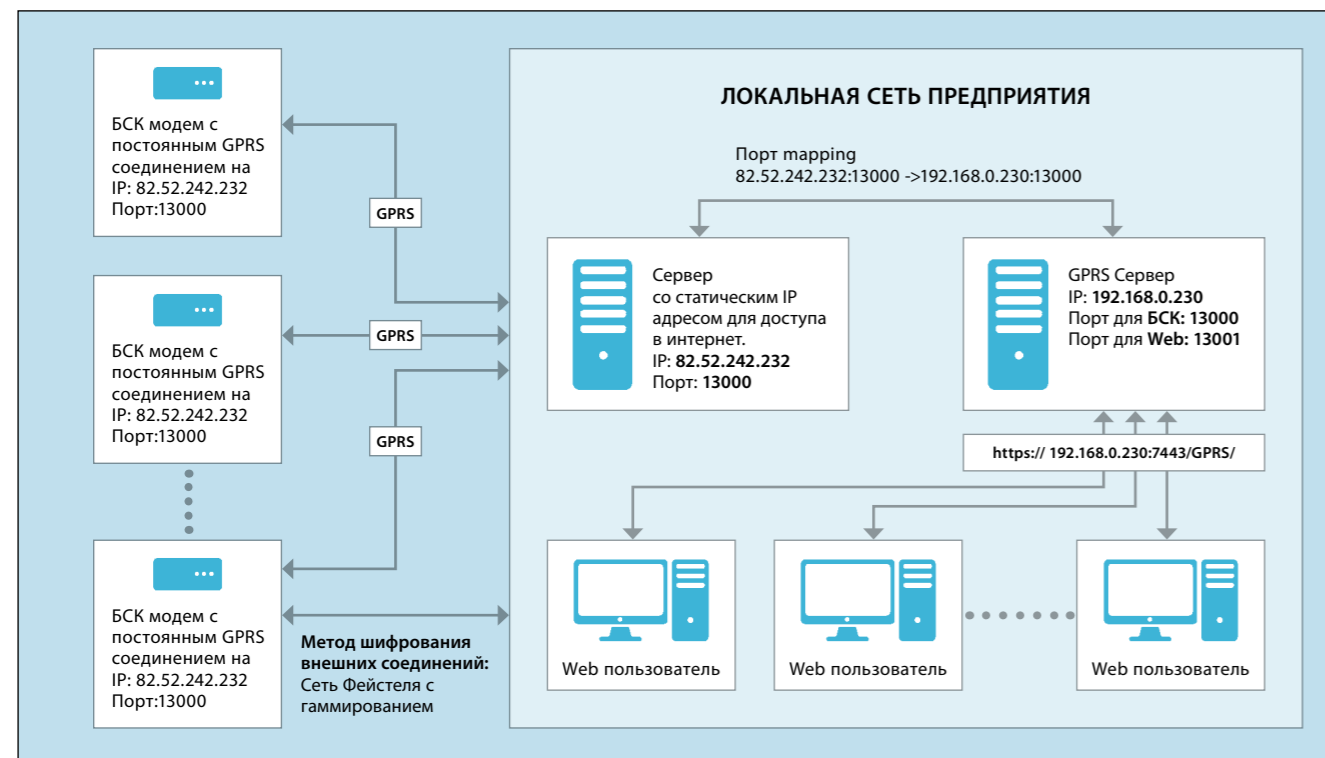 БСК модем с
постоянным GPRS
соединением на
IP: 82.52.242.232
Порт:13000
GPRS
БСК модем с
постоянным GPRS
соединением на
IP: 82.52.242.232
Порт:13000
GPRS
GPRS
БСК модем с
постоянным GPRS
соединением на
IP: 82.52.242.232
Порт:13000
Метод шифрования
внешних соединений:
Сеть Фейстеля с
гаммированием
ЛОКАЛЬНАЯ СЕТЬ ПРЕДПРИЯТИЯ
Порт mapping
82.52.242.232:13000 ->192.168.0.230:13000
Сервер
со статическим IP
адресом для доступа
в интернет.
IP: 82.52.242.232
Порт: 13000
GPRS Сервер
IP: 192.168.0.230
Порт для БСК: 13000
Порт для Web: 13001
https:// 192.168.0.230:7443/GPRS/
Web пользователь
Web пользователь
Web пользователь